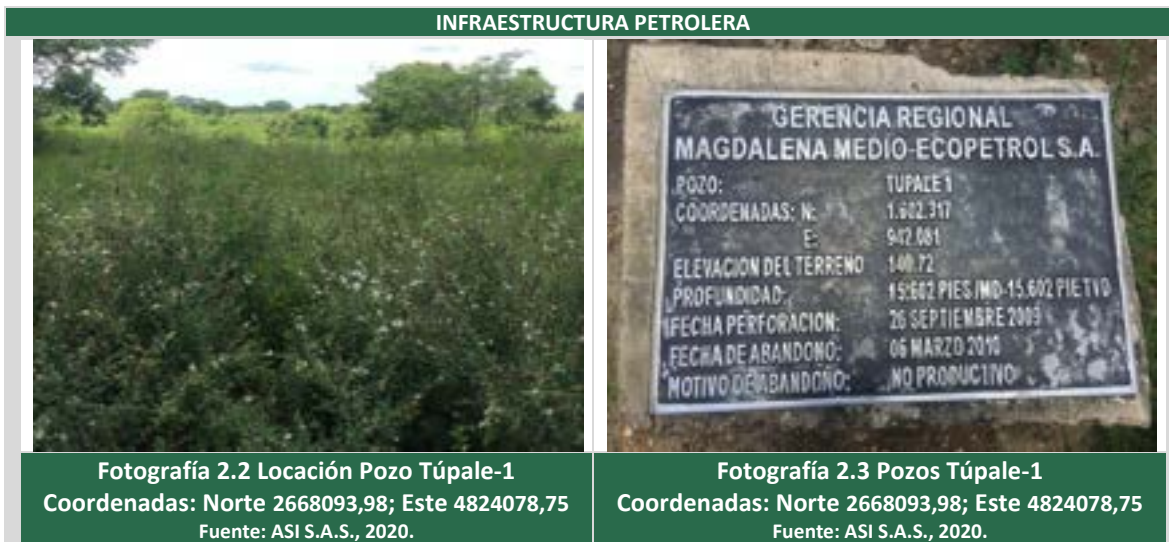 INFRAESTRUCTURA PETROLERA
GERENCIA REGIONAL
MAGDALENA MEDIO-ECOPETROL S.A.
POZO: TUPALE 1
COORDENADAS: N: 1.602.317
E: 942.081
ELEVACION DEL TERRENO 140.72
PROFUNDIDAD: 15.602 PIES/MD-15.602 PIE TVD
FECHA PERFORACION: 26 SEPTIEMBRE 2009
FECHA DE ABANDONO: 06 MARZO 2010
MOTIVO DE ABANDONO: NO PRODUCTIVO
Fotografía 2.2 Locación Pozo Túpale-1
Coordenadas: Norte 2668093,98; Este 4824078,75
Fuente: ASI S.A.S., 2020.
Fotografía 2.3 Pozos Túpale-1
Coordenadas: Norte 2668093,98; Este 4824078,75
Fuente: ASI S.A.S., 2020.